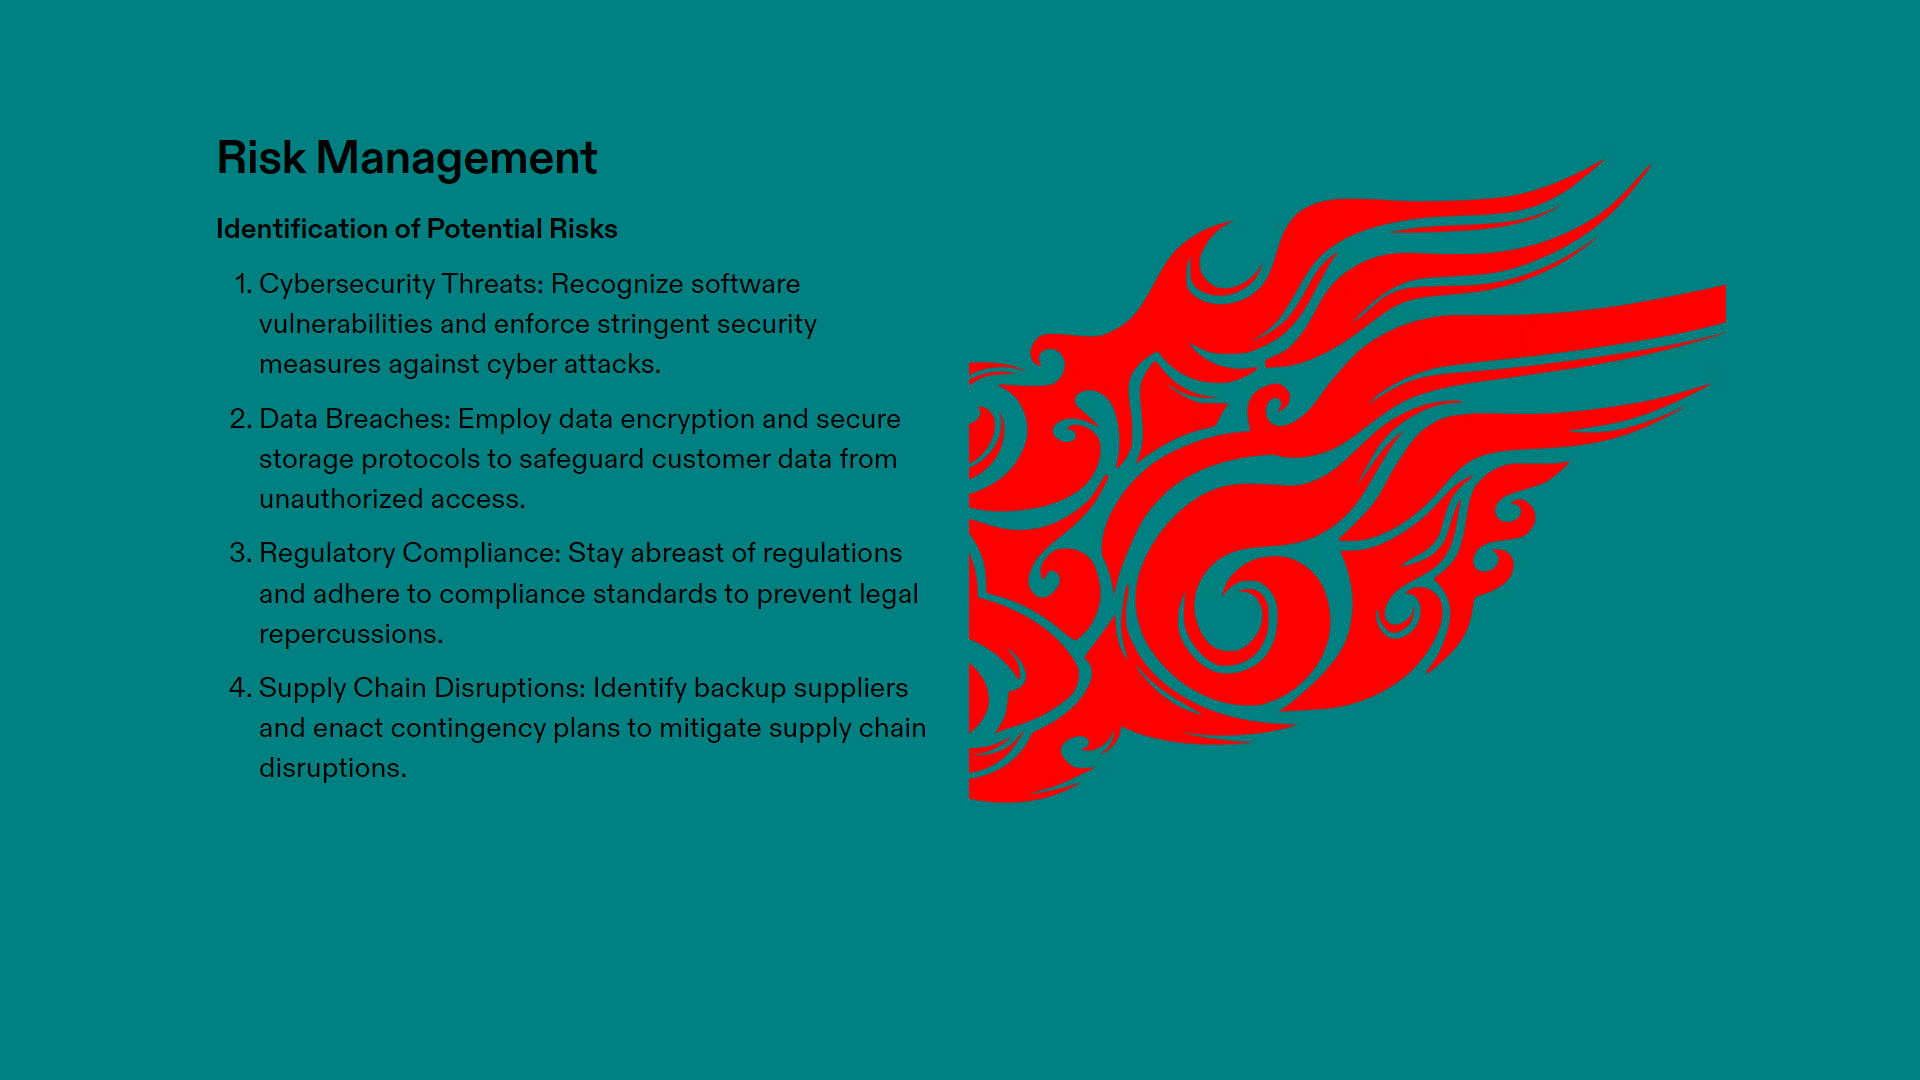 Risk Management
Identification of Potential Risks
1. Cybersecurity Threats: Recognize software
vulnerabilities and enforce stringent security
measures against cyber attacks.
2. Data Breaches: Employ data encryption and secure
storage protocols to safeguard customer data from
unauthorized access.
3. Regulatory Compliance: Stay abreast of regulations
and adhere to compliance standards to prevent legal
repercussions.
4. Supply Chain Disruptions: Identify backup suppliers
and enact contingency plans to mitigate supply chain
disruptions.